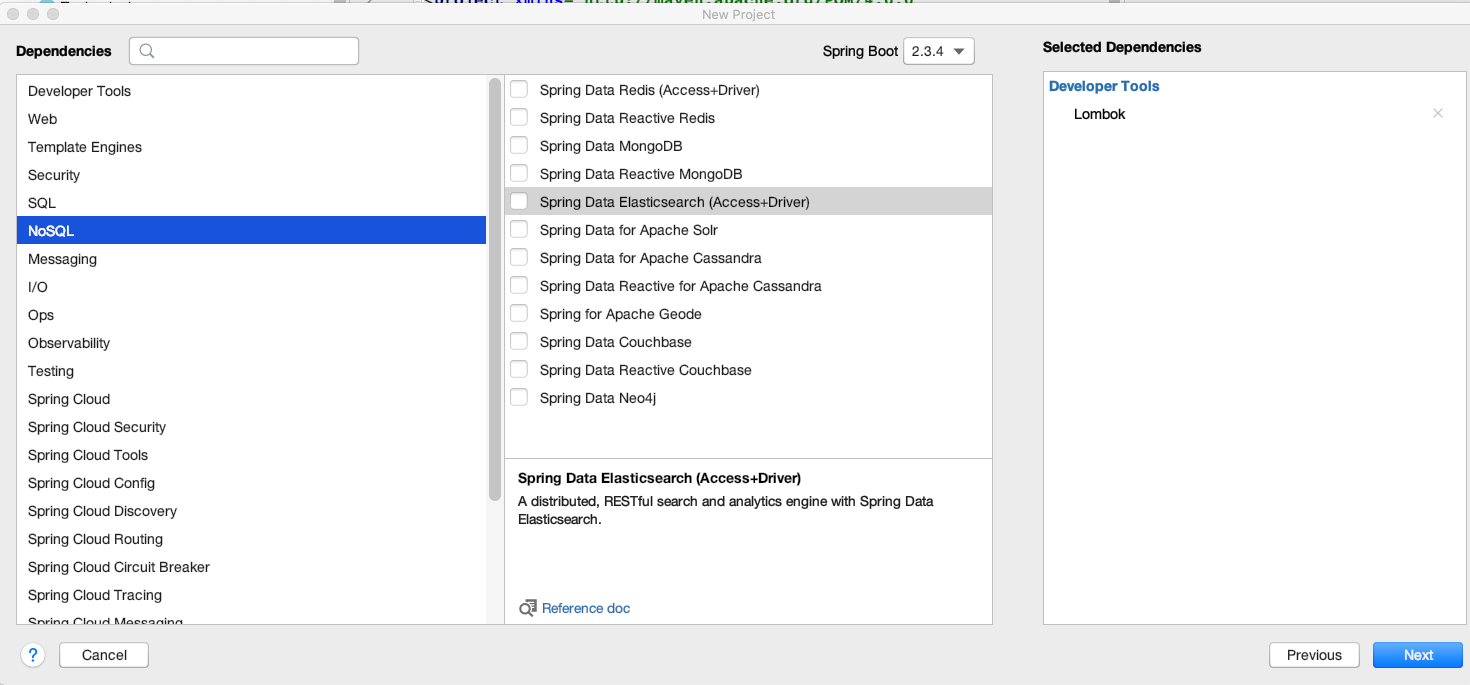 New Project
Dependencies
Spring Boot 2.3.4
Selected Dependencies
Developer Tools
Web
Template Engines
Security
SQL
NoSQL
Messaging
I/O
Ops
Observability
Testing
Spring Cloud
Spring Cloud Security
Spring Cloud Tools
Spring Cloud Config
Spring Cloud Discovery
Spring Cloud Routing
Spring Cloud Circuit Breaker
Spring Cloud Tracing
Spring Cloud Messaging
Spring Data Redis (Access+Driver)
Spring Data Reactive Redis
Spring Data MongoDB
Spring Data Reactive MongoDB
Spring Data Elasticsearch (Access+Driver)
Spring Data for Apache Solr
Spring Data for Apache Cassandra
Spring Data Reactive for Apache Cassandra
Spring for Apache Geode
Spring Data Couchbase
Spring Data Reactive Couchbase
Spring Data Neo4j
Spring Data Elasticsearch (Access+Driver)
A distributed, RESTful search and analytics engine with Spring Data
Elasticsearch.
Reference doc
Developer Tools
Lombok
?
Cancel
Previous
Next